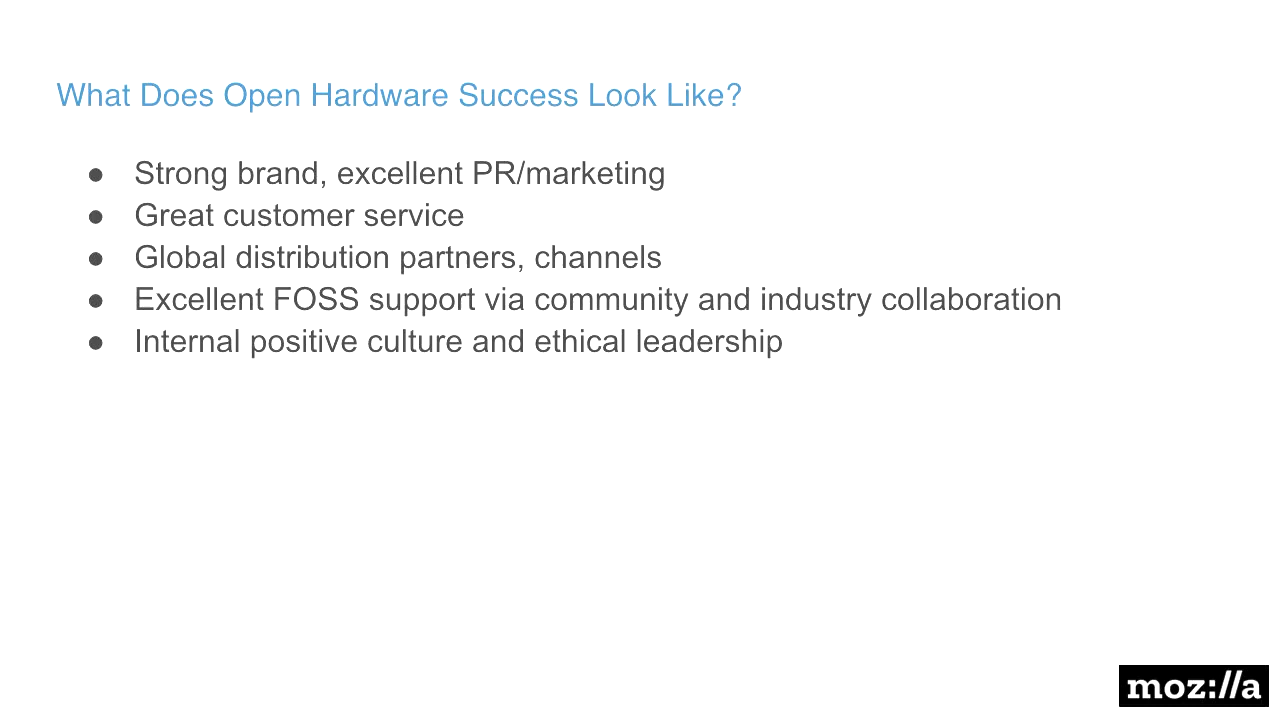 What Does Open Hardware Success Look Like?
● Strong brand, excellent PR/marketing
● Great customer service
● Global distribution partners, channels
● Excellent FOSS support via community and industry collaboration
● Internal positive culture and ethical leadership
moz://a